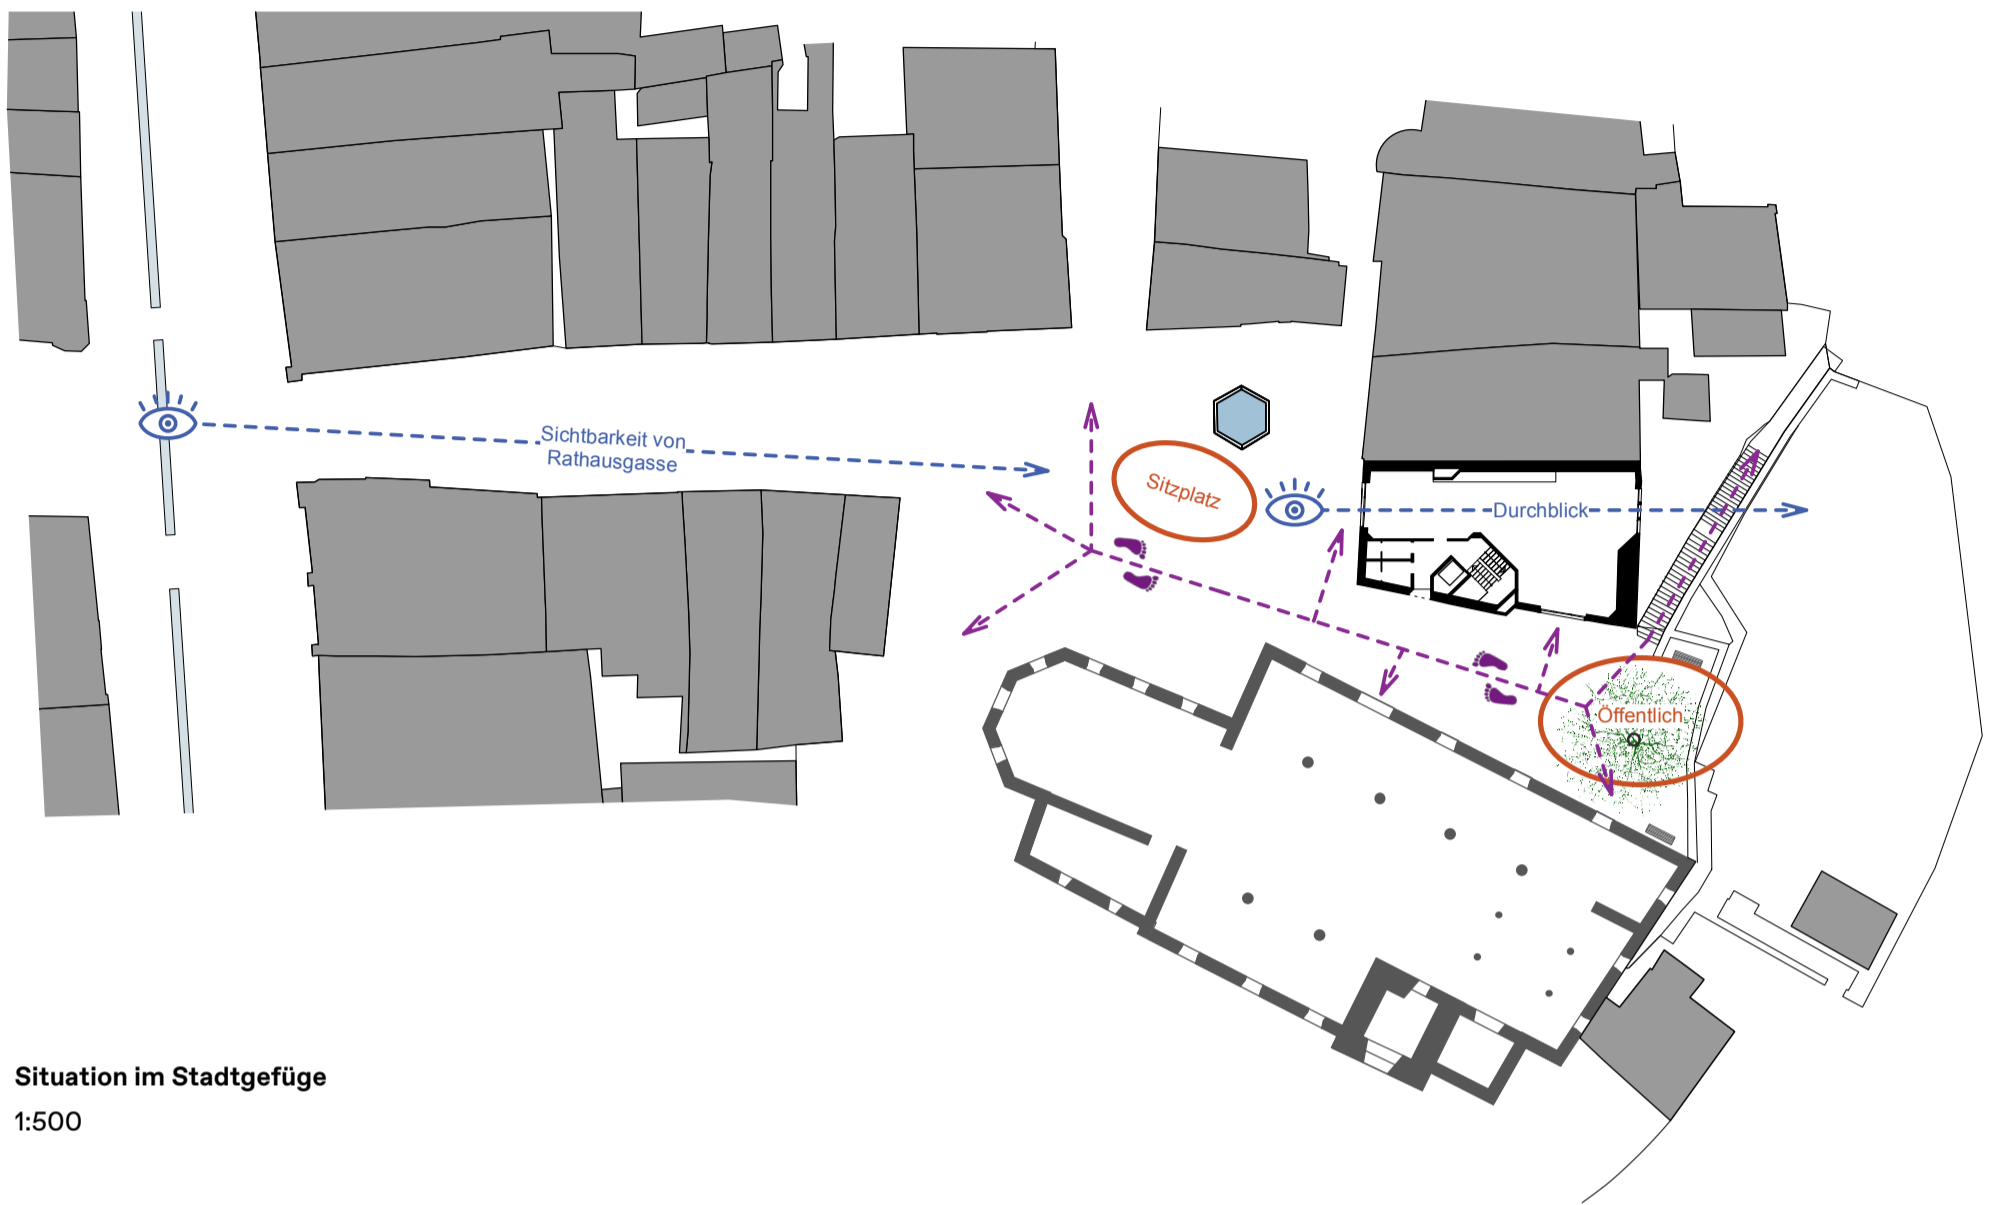 Sichtbarkeit von
Rathausgasse
Sitzplatz
Durchblick
Öffentlich
Situation im Stadtgefüge
1:500